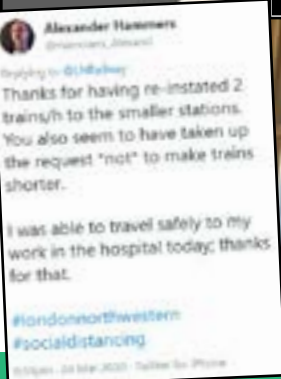 Alexander Hammers
Replying to
Thanks for having re-instated 2
trains/h to the smaller stations.
You also seem to have taken up
the request "not" to make trains
shorter.
I was able to travel safely to my
work in the hospital today; thanks
for that.
#londonnorthwestern
#socialdistancing